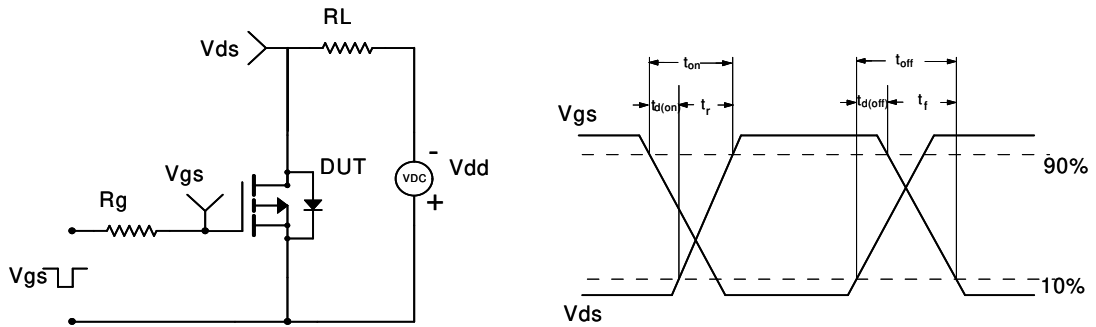 RL
Vds
DUT
-
Vdd
VDC
+
Vgs
Rg
Vgs
ton
toff
td(on)
tr
td(off)
tf
Vgs
90%
10%
Vds